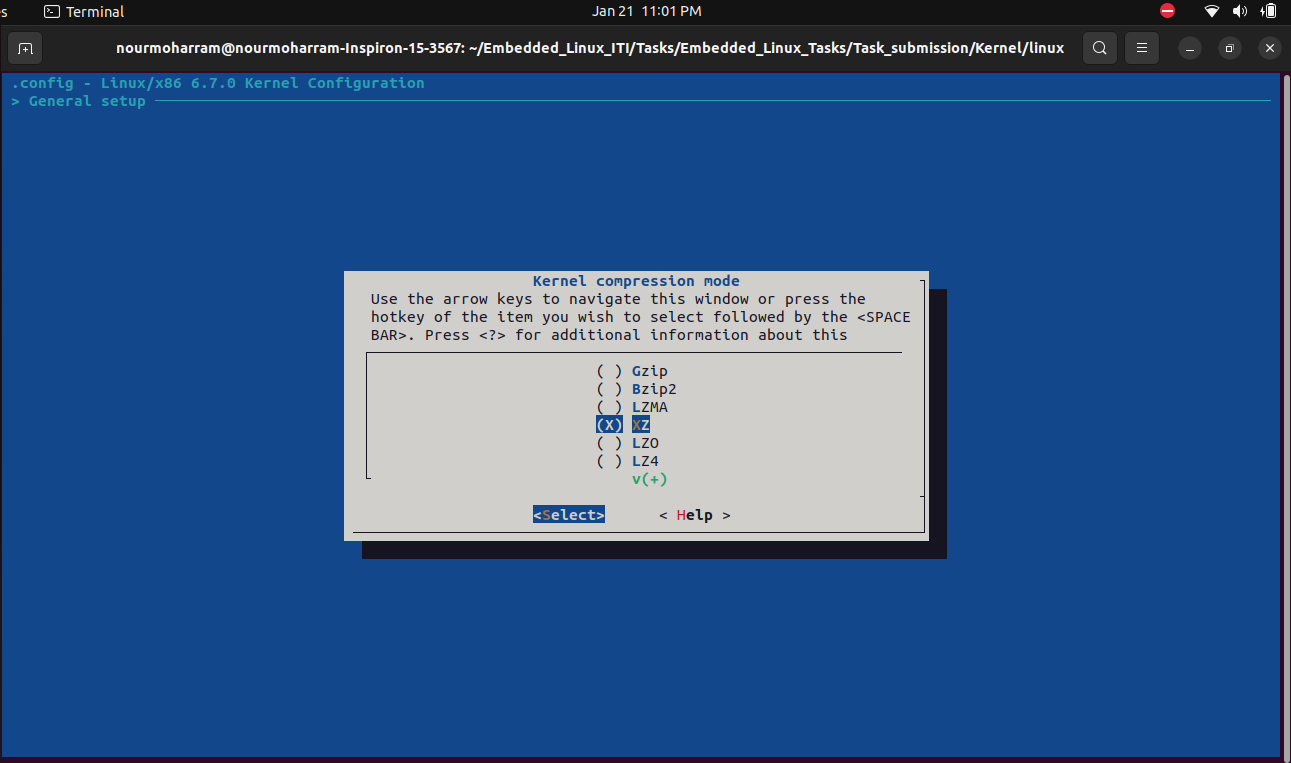 s Terminal Jan 21 11:01 PM
nourmoharram@nourmoharram-Inspiron-15-3567: ~/Embedded_Linux_ITI/Tasks/Embedded_Linux_Tasks/Task_submission/Kernel/linux
.config - Linux/x86 6.7.0 Kernel Configuration
> General setup
Kernel compression mode
Use the arrow keys to navigate this window or press the
hotkey of the item you wish to select followed by the <SPACE
BAR>. Press <?> for additional information about this
( ) Gzip
( ) Bzip2
( ) LZMA
(X) XZ
( ) LZO
( ) LZ4
v(+)
<Select> < Help >